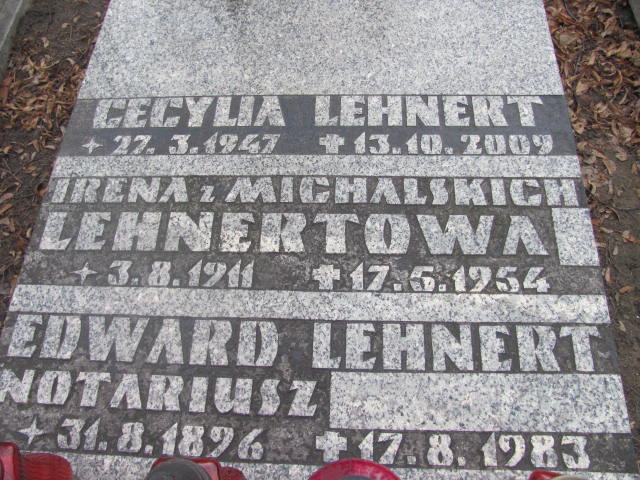 CECYLIA LEHNERT
27. 3. 1947 ✝ 13.10. 2009
IRENA z MICHALSKICH
LEHNERTOWA
3.8.1911 ✝ 17.5.1954
EDWARD LEHNERT
NOTARIUSZ
31.8.1896 ✝ 17.8.1983